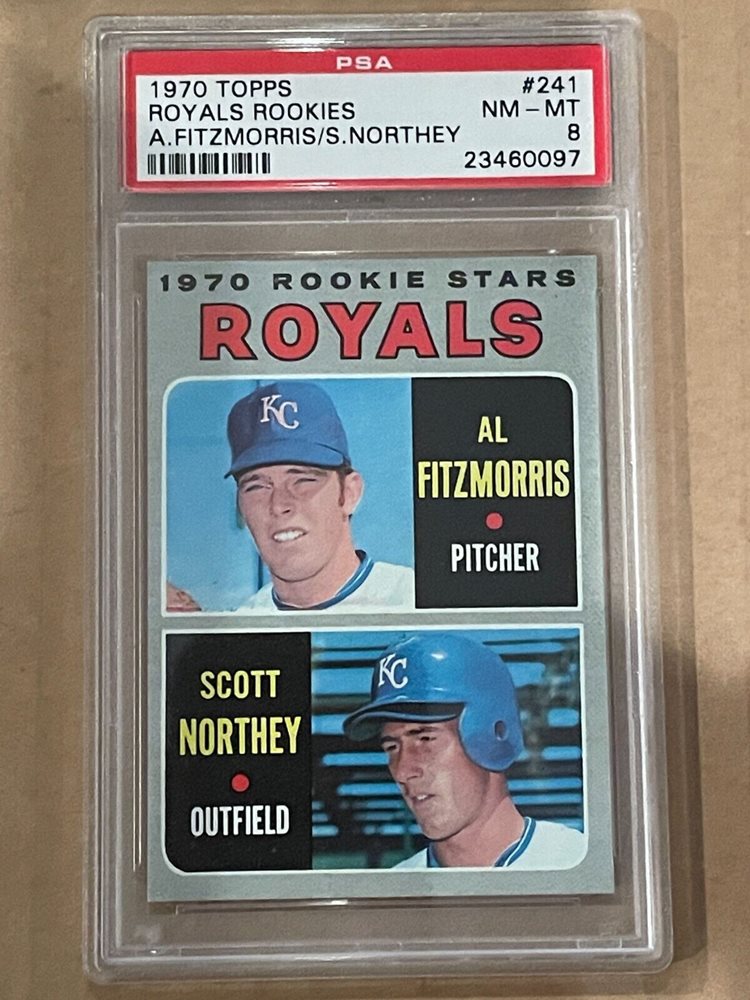 PSA
1970 TOPPS #241
ROYALS ROOKIES NM - MT
A.FITZMORRIS/S.NORTHEY 8
23460097
1970 ROOKIE STARS
ROYALS
KC
AL
FITZMORRIS
PITCHER
KC
SCOTT
NORTHEY
OUTFIELD